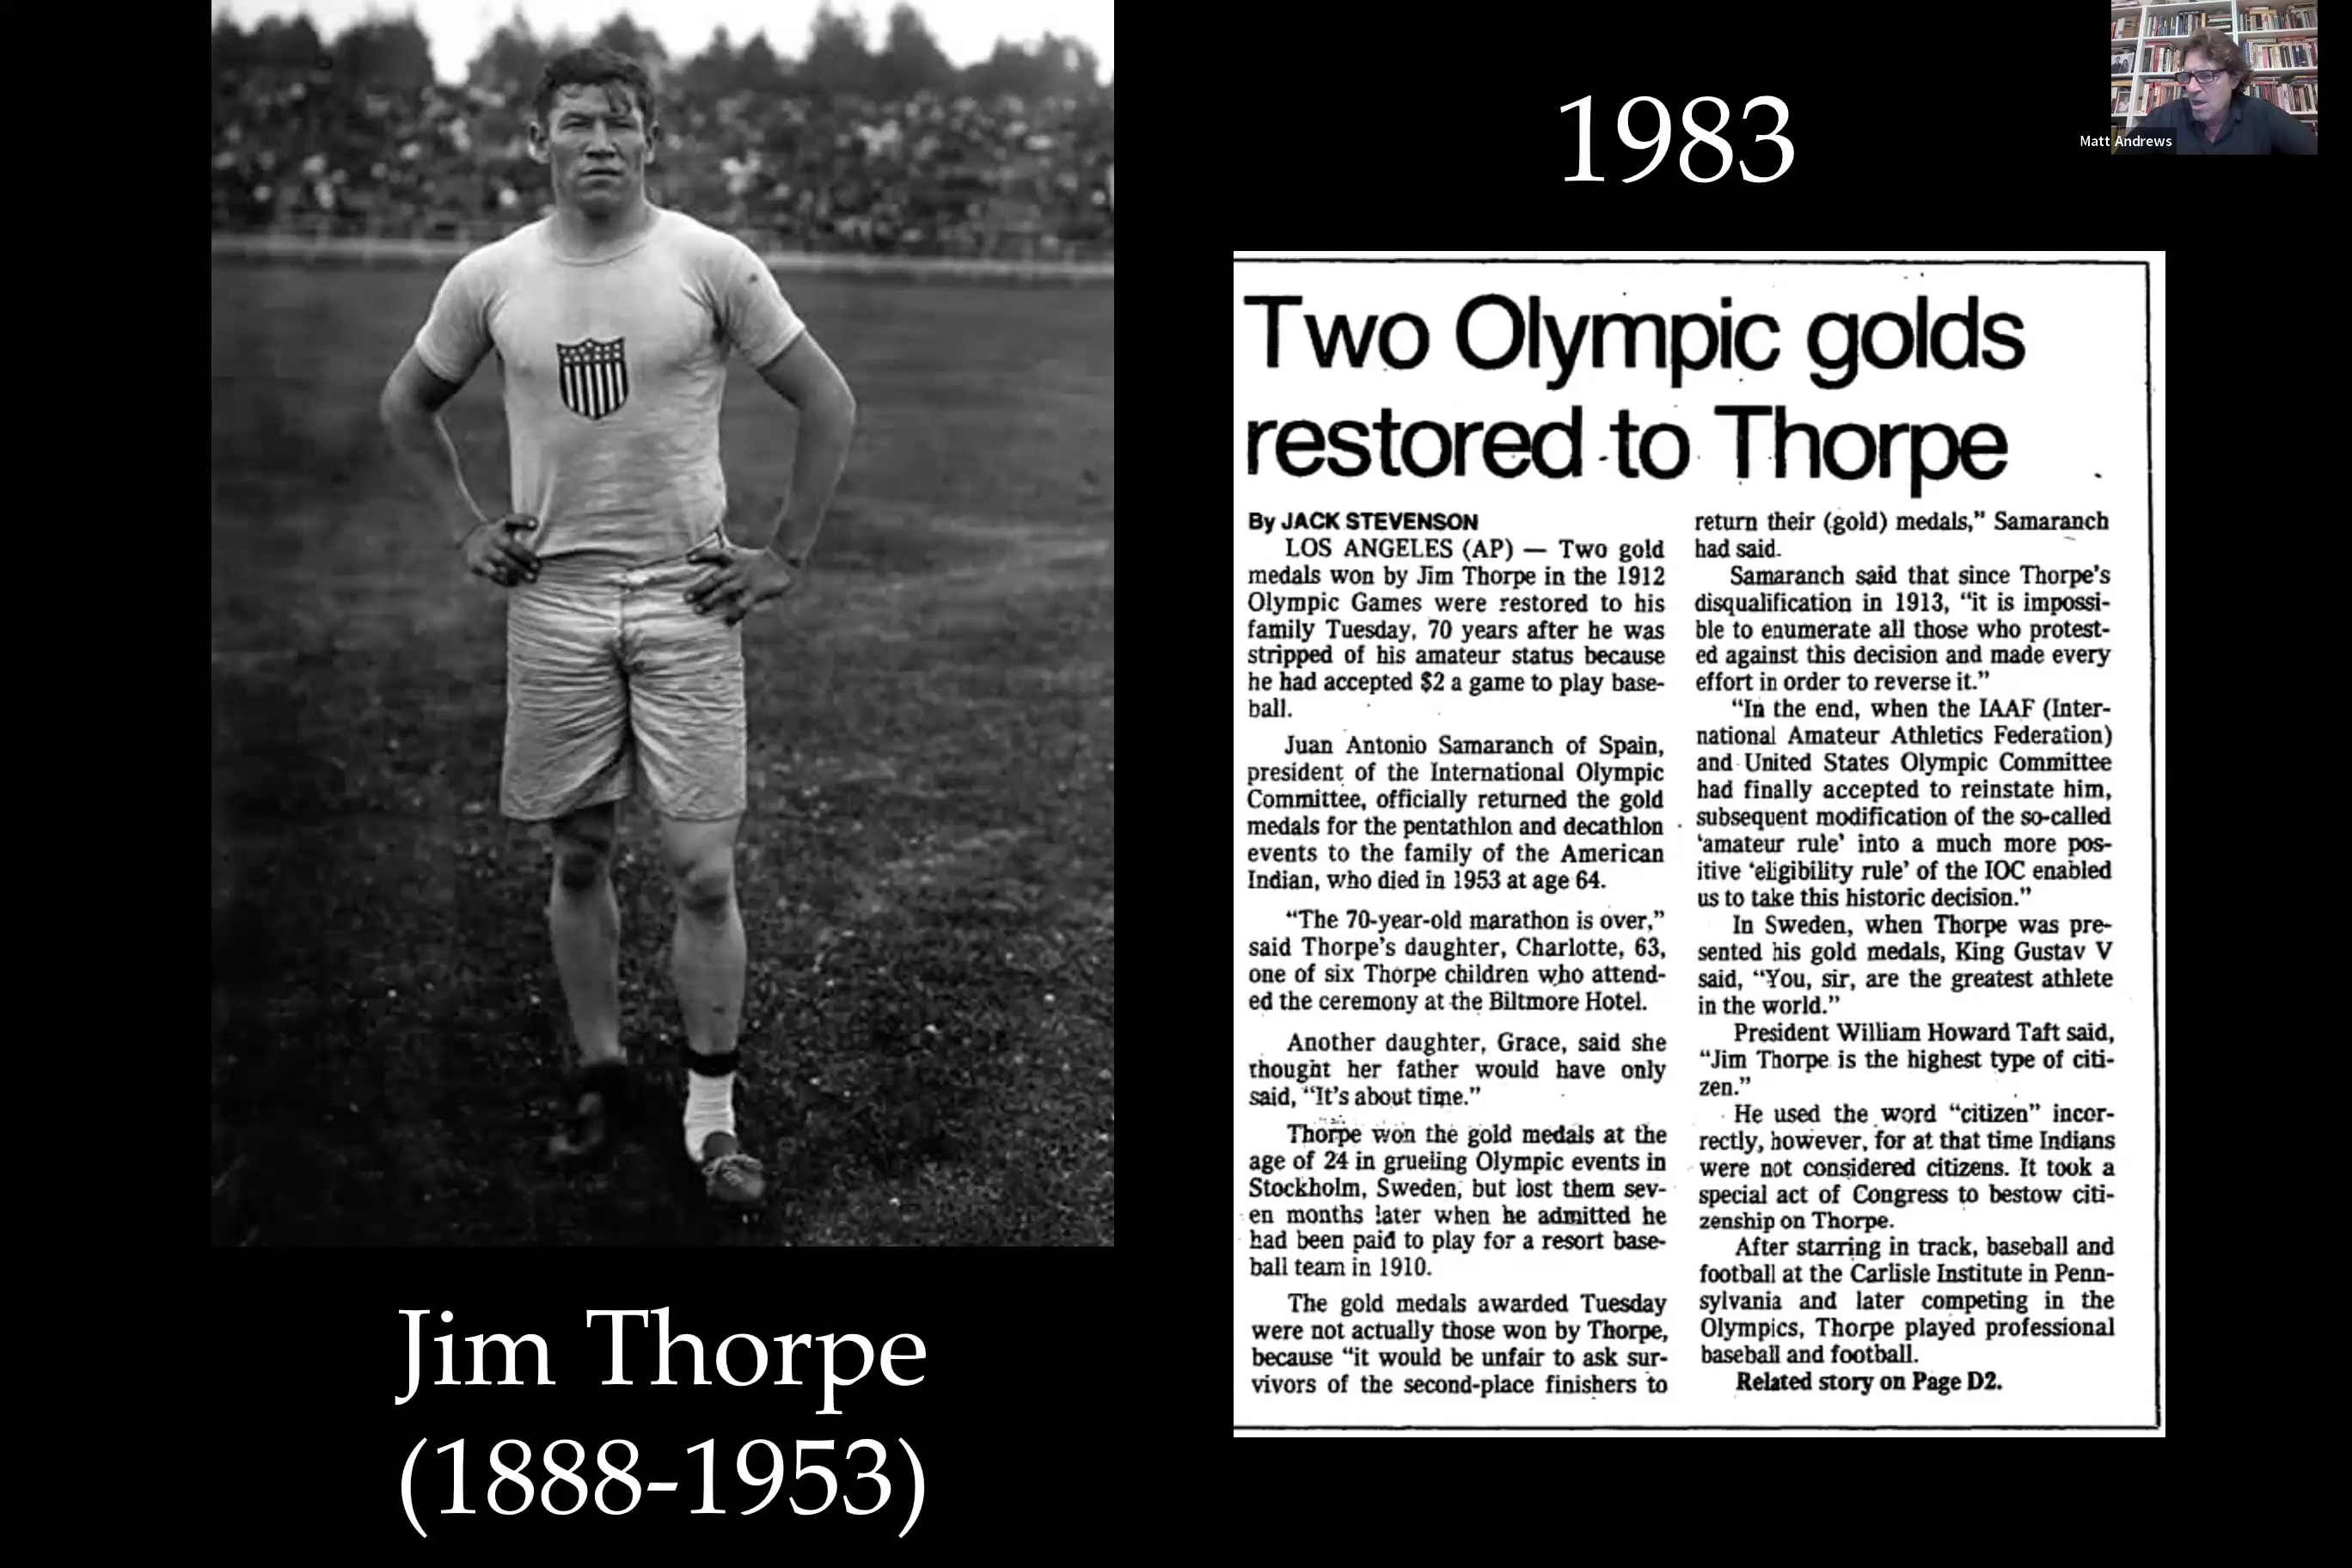 Matt Andrews
1983
Jim Thorpe
(1888-1953)
Two Olympic golds
restored to Thorpe
By JACK STEVENSON
LOS ANGELES (AP) — Two gold
medals won by Jim Thorpe in the 1912
Olympic Games were restored to his
family Tuesday, 70 years after he was
stripped of his amateur status because
he had accepted $2 a game to play base-
ball.
Juan Antonio Samaranch of Spain,
president of the International Olympic
Committee, officially returned the gold
medals for the pentathlon and decathlon
events to the family of the American
Indian, who died in 1953 at age 64.
“The 70-year-old marathon is over,”
said Thorpe’s daughter, Charlotte, 63,
one of six Thorpe children who attend-
ed the ceremony at the Biltmore Hotel.
Another daughter, Grace, said she
thought her father would have only
said, “It’s about time.”
Thorpe won the gold medals at the
age of 24 in grueling Olympic events in
Stockholm, Sweden, but lost them sev-
en months later when he admitted he
had been paid to play for a resort base-
ball team in 1910.
The gold medals awarded Tuesday
were not actually those won by Thorpe,
because “it would be unfair to ask sur-
vivors of the second-place finishers to
return their (gold) medals,” Samaranch
had said.
Samaranch said that since Thorpe’s
disqualification in 1913, “it is impossi-
ble to enumerate all those who protest-
ed against this decision and made every
effort in order to reverse it.”
“In the end, when the IAAF (Inter-
national Amateur Athletics Federation)
and United States Olympic Committee
had finally accepted to reinstate him,
subsequent modification of the so-called
‘amateur rule’ into a much more pos-
itive ‘eligibility rule’ of the IOC enabled
us to take this historic decision.”
In Sweden, when Thorpe was pre-
sented his gold medals, King Gustav V
said, “You, sir, are the greatest athlete
in the world.”
President William Howard Taft said,
“Jim Thorpe is the highest type of citi-
zen.”
He used the word “citizen” incor-
rectly, however, for at that time Indians
were not considered citizens. It took a
special act of Congress to bestow citi-
zenship on Thorpe.
After starring in track, baseball and
football at the Carlisle Institute in Penn-
sylvania and later competing in the
Olympics, Thorpe played professional
baseball and football.
Related story on Page D2.